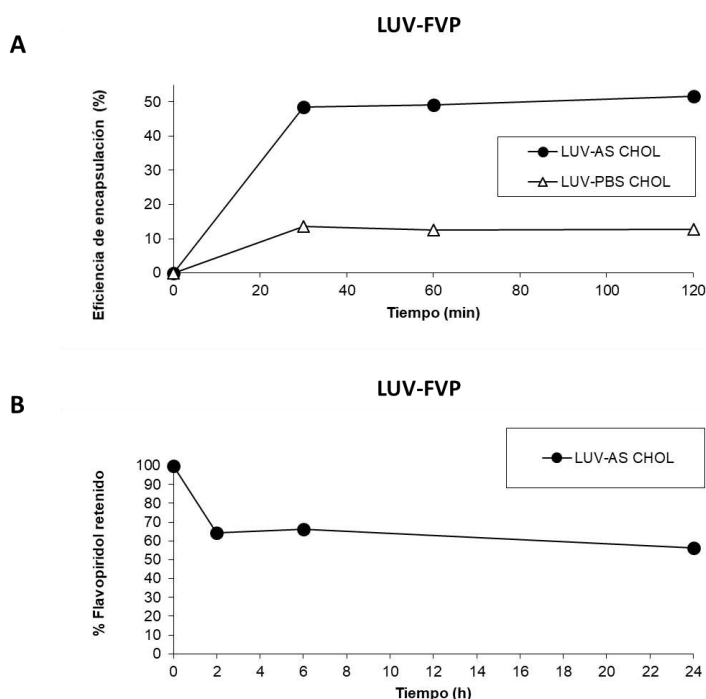 A
LUV-FVP
Eficiencia de encapsulación (%)
50
40
30
20
10
0
LUV-AS CHOL
LUV-PBS CHOL
0 20 40 60 80 100 120
Tiempo (min)
B
LUV-FVP
% Flavopiridol retenido
100
90
80
70
60
50
40
30
20
10
0
LUV-AS CHOL
0 2 4 6 8 10 12 14 16 18 20 22 24
Tiempo (h)